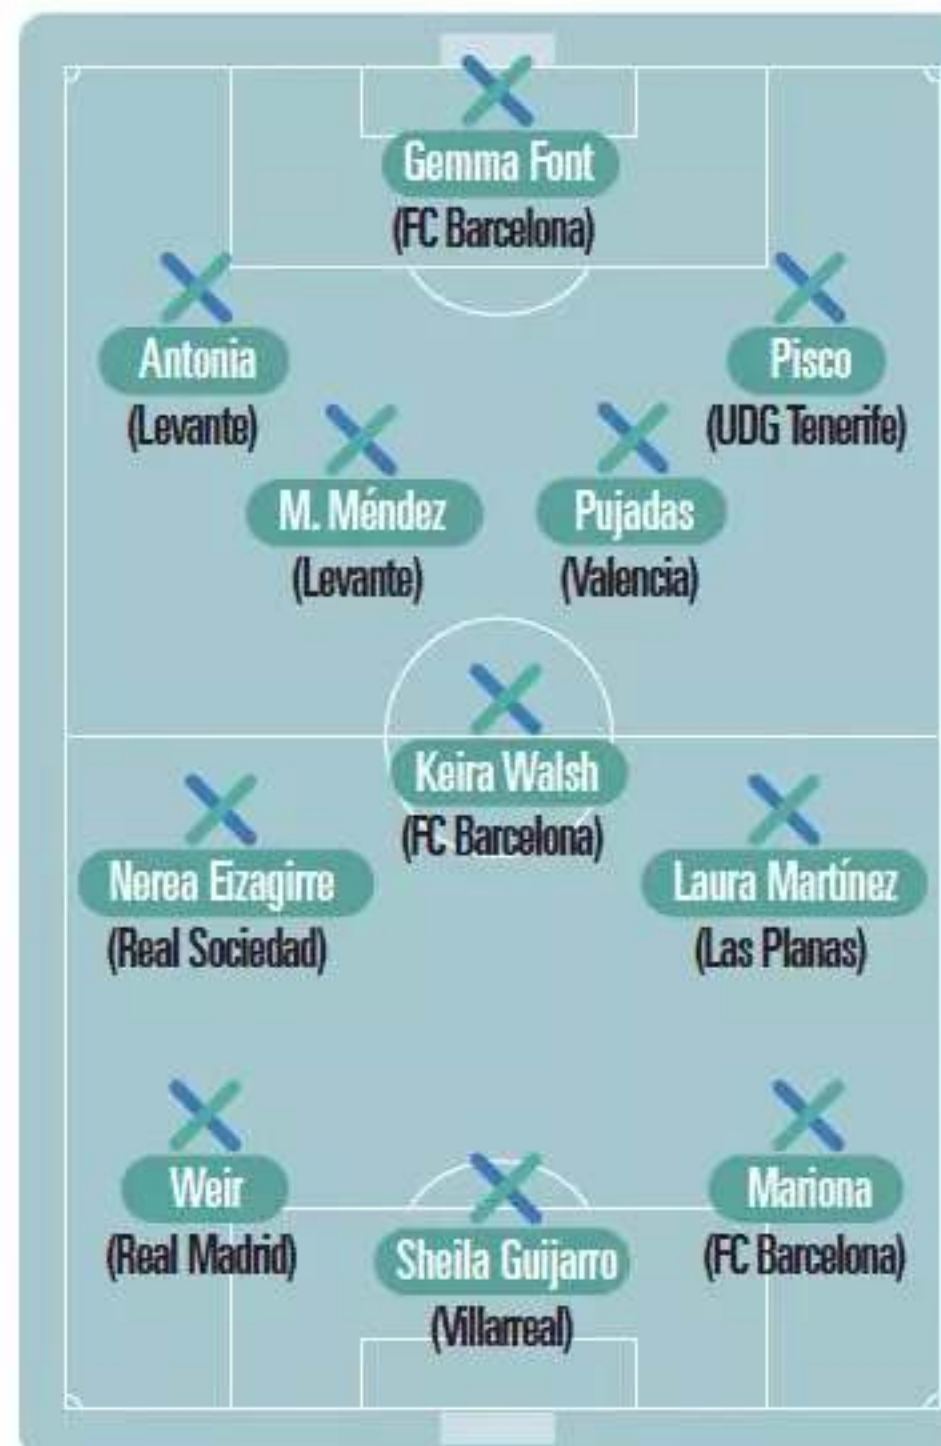 Gemma Font
(FC Barcelona)
Antonia
(Levante)
Pisco
(UDG Tenerife)
M. Méndez
(Levante)
Pujadas
(Valencia)
Keira Walsh
(FC Barcelona)
Nerea Eizagirre
(Real Sociedad)
Laura Martínez
(Las Planas)
Weir
(Real Madrid)
Sheila Guijarro
(Villarreal)
Mariona
(FC Barcelona)